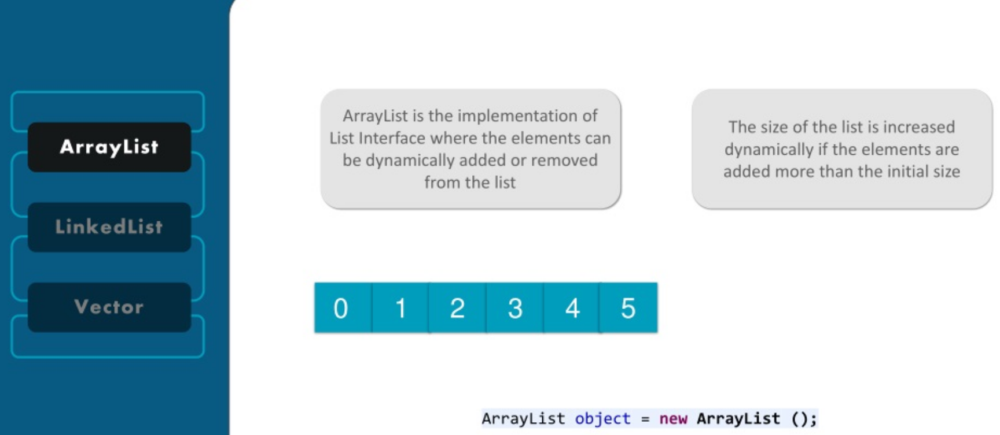 ArrayList
LinkedList
Vector
ArrayList is the implementation of
List Interface where the elements can
be dynamically added or removed
from the list
The size of the list is increased
dynamically if the elements are
added more than the initial size
0 1 2 3 4 5
ArrayList object = new ArrayList ();